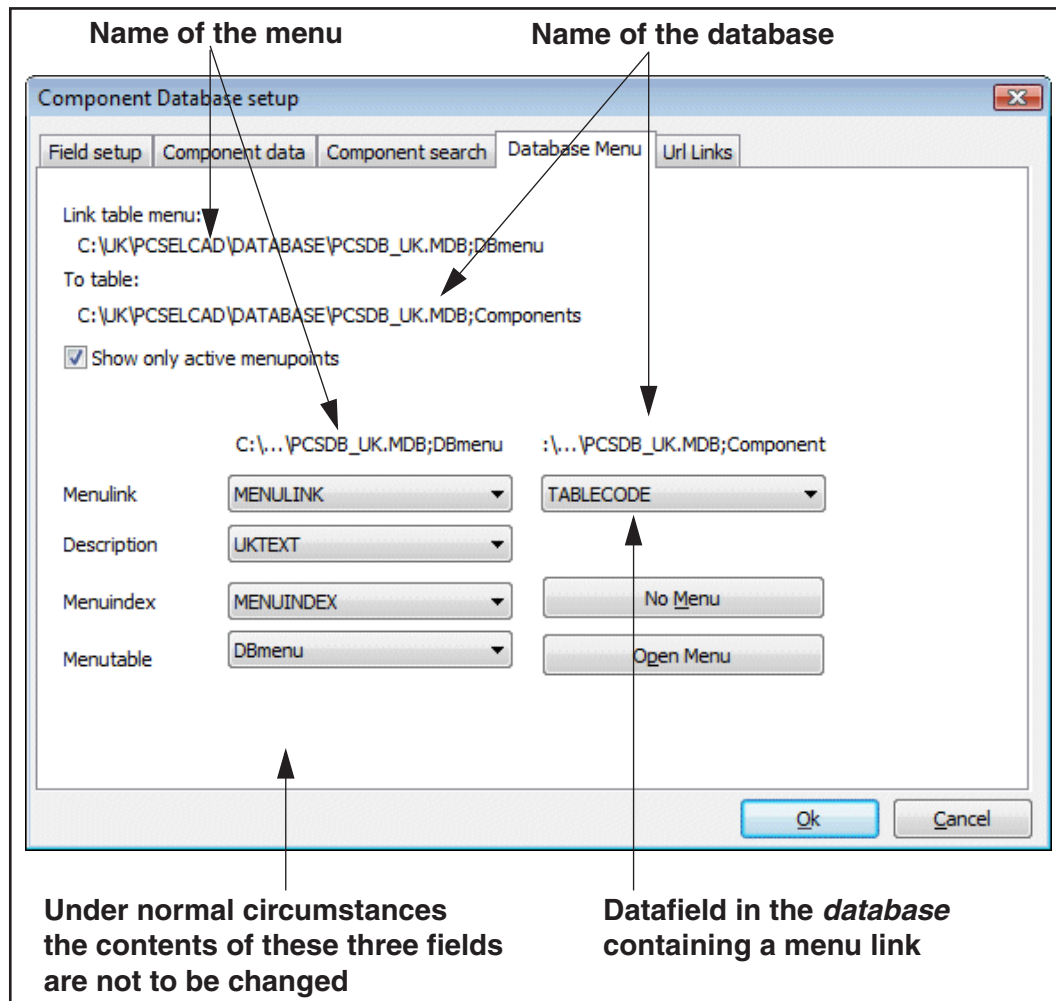 Name of the menu
Name of the database
Component Database setup
Field setup
Component data
Component search
Database Menu
Url Links
Link table menu:
C:\UK\PCSELCAD\DATABASE\PCSDB_UK.MDB;DBmenu
To table:
C:\UK\PCSELCAD\DATABASE\PCSDB_UK.MDB;Components
Show only active menupoints
C:\...\PCSDB_UK.MDB;DBmenu
:\...\PCSDB_UK.MDB;Component
Menulink
MENULINK
TABLECODE
Description
UKTEXT
Menuindex
MENUINDEX
No Menu
Menutable
DBmenu
Open Menu
Ok
Cancel
Under normal circumstances
the contents of these three fields
are not to be changed
Datafield in the database
containing a menu link